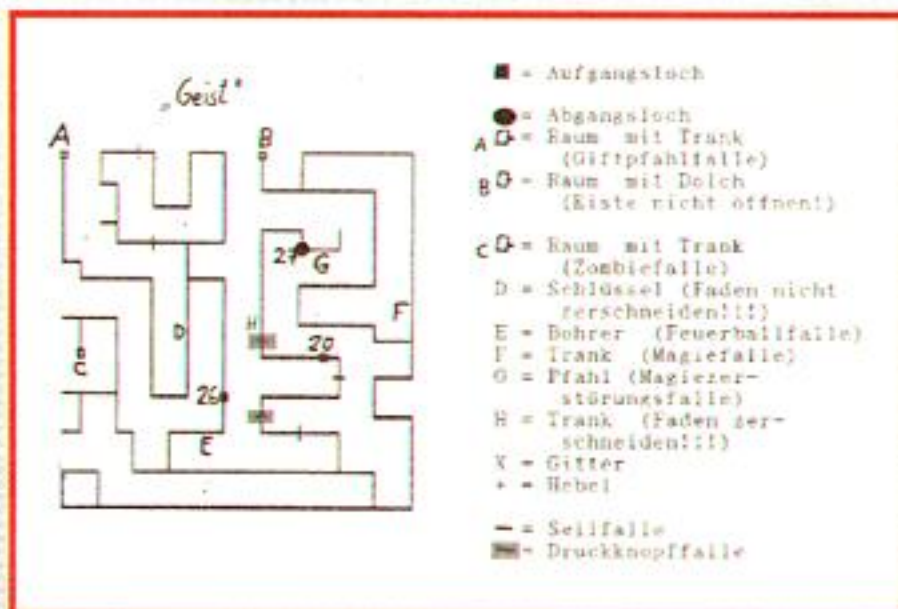 „Geist"
A
B
27
G
F
H
D
20
C
26
E
■ = Aufgangsloch
● = Abgangsloch
A = Raum mit Trank
(Giftpfahlfalle)
B = Raum mit Dolch
(Kiste nicht öffnen!)
C = Raum mit Trank
(Zombiefalle)
D = Schlüssel (Faden nicht
zerschneiden!!!)
E = Bohrer (Feuerballfalle)
F = Trank (Magiefalle)
G = Pfahl (Magiezer-
störungsfalle)
H = Trank (Faden zer-
schneiden!!!)
X = Gitter
+ = Hebel
— = Seilfalle
= Druckknopffalle